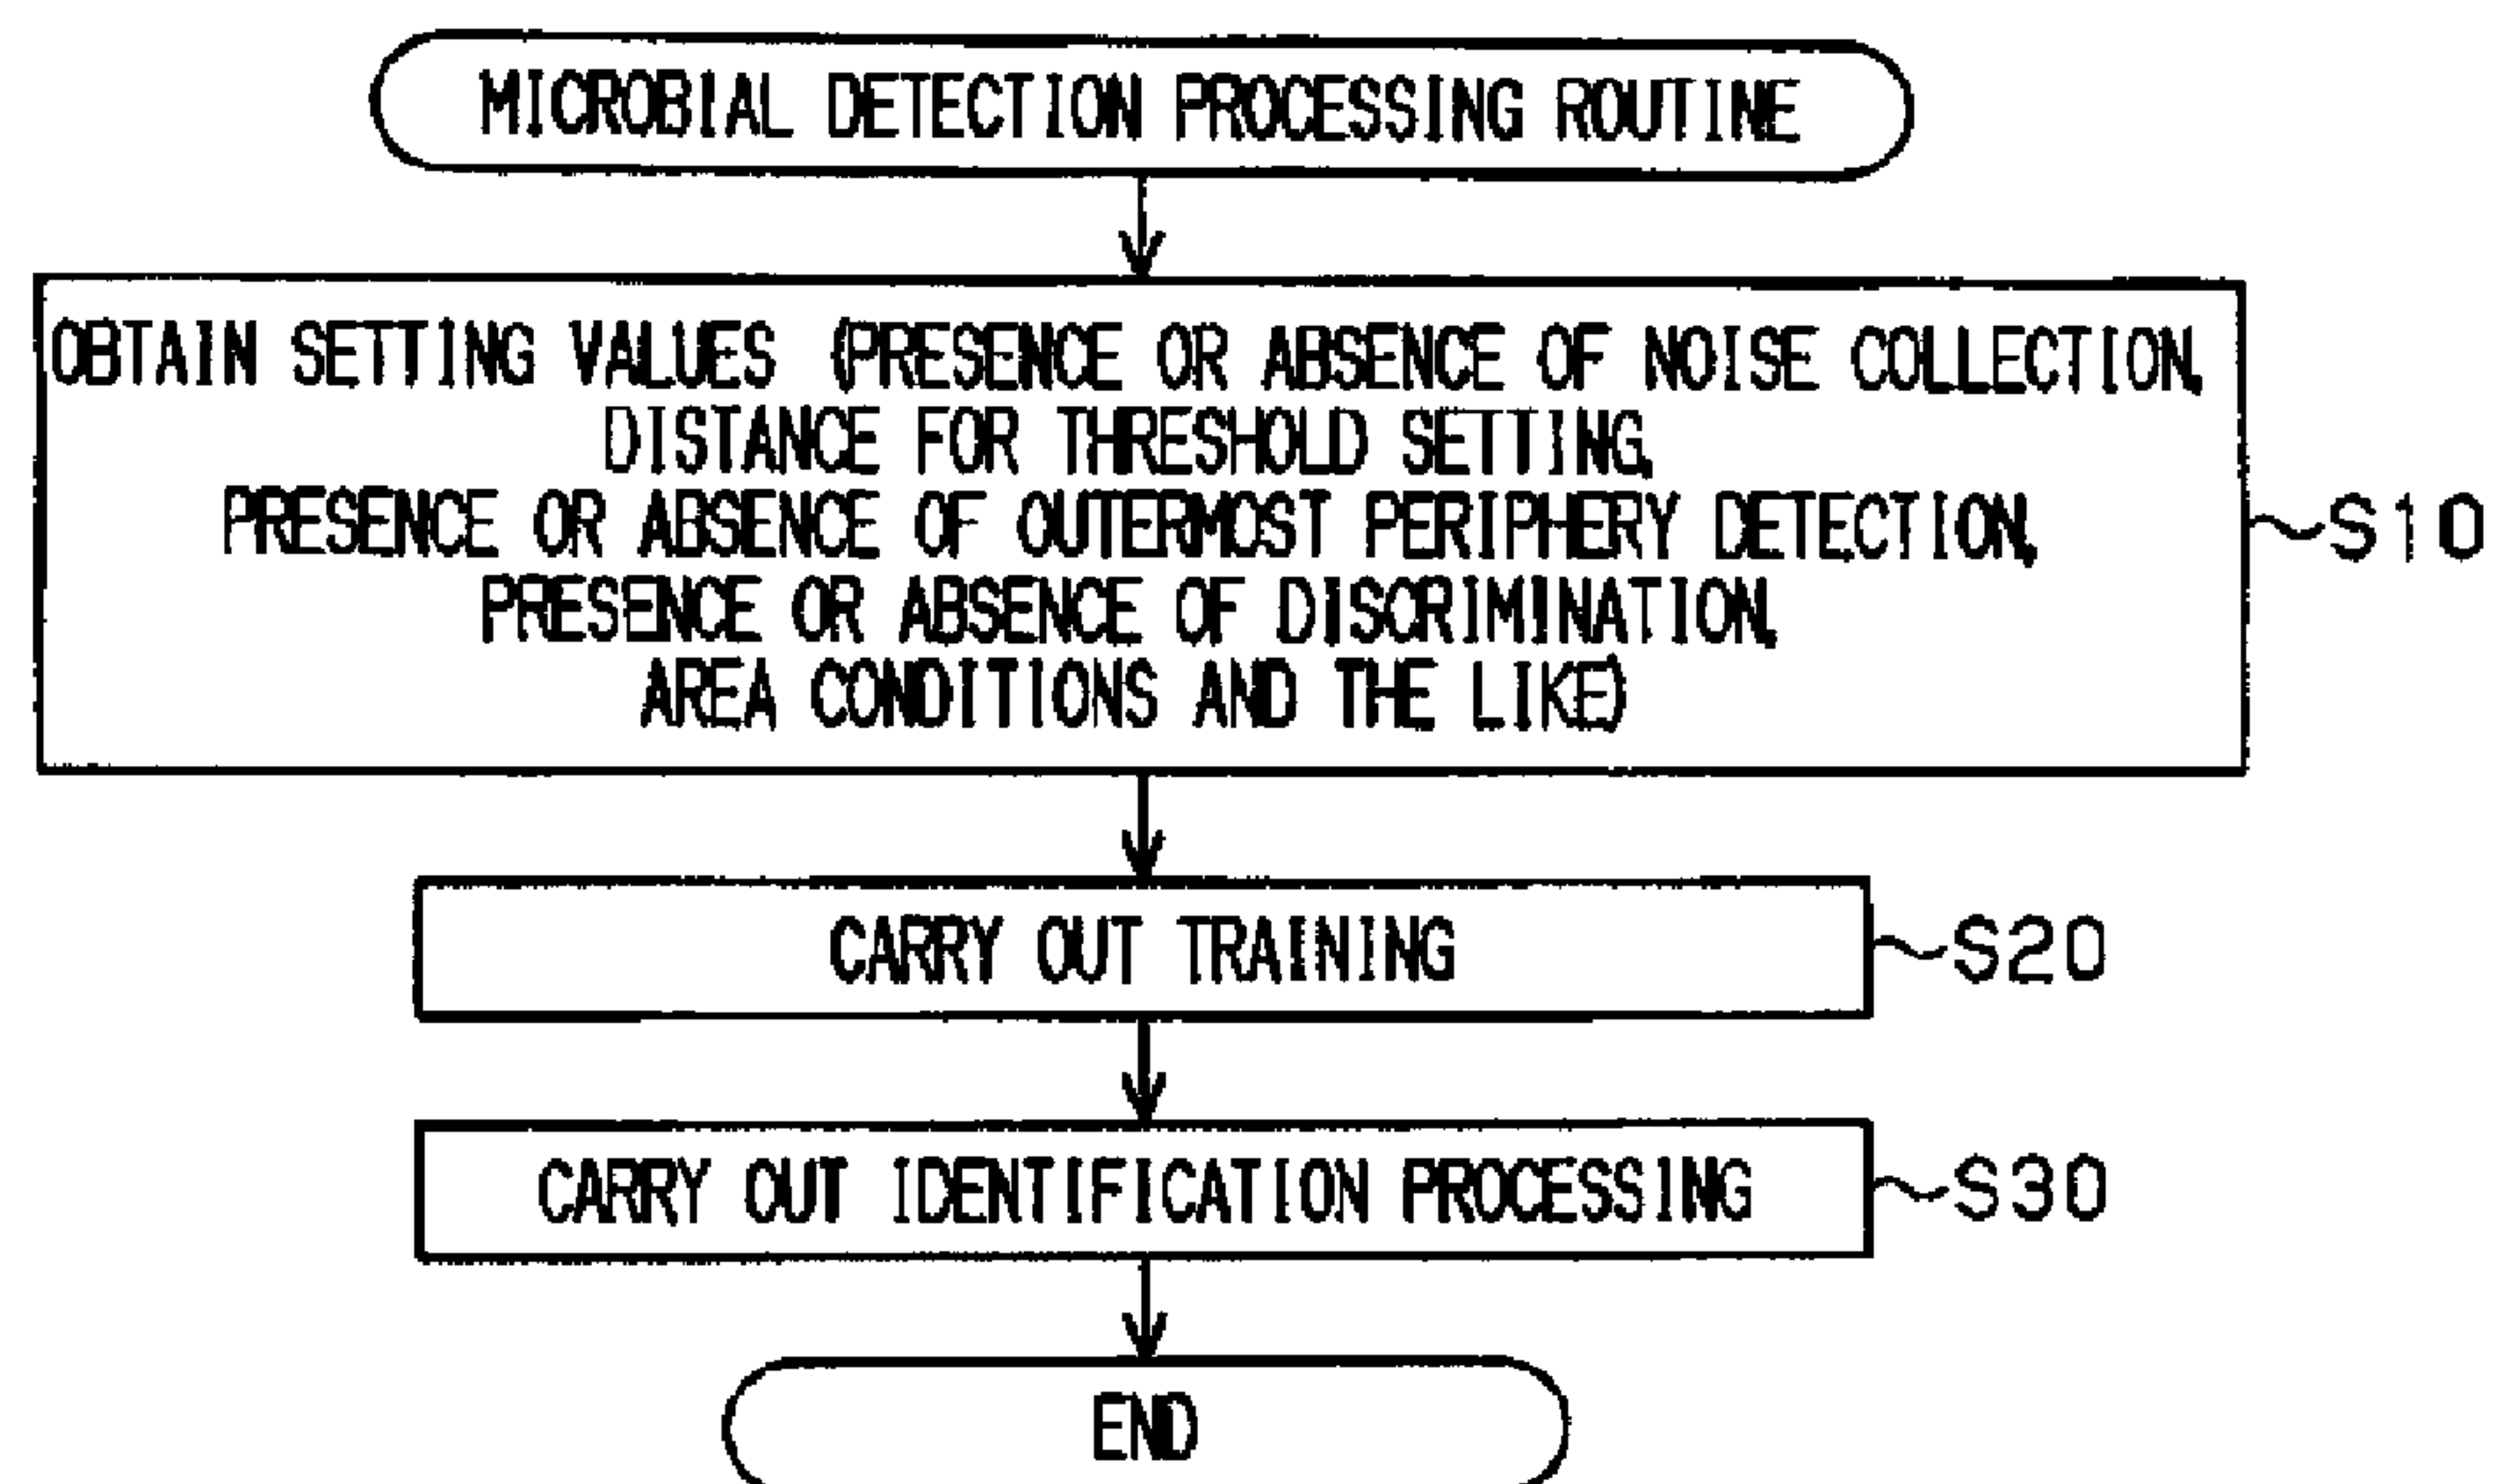 MICROBIAL DETECTION PROCESSING ROUTINE
OBTAIN SETTING VALUES (PRESENCE OR ABSENCE OF NOISE COLLECTION,
DISTANCE FOR THRESHOLD SETTING,
PRESENCE OR ABSENCE OF OUTERMOST PERIPHERY DETECTION,
PRESENCE OR ABSENCE OF DISCRIMINATION,
AREA CONDITIONS AND THE LIKE)
S10
CARRY OUT TRAINING
S20
CARRY OUT IDENTIFICATION PROCESSING
S30
END